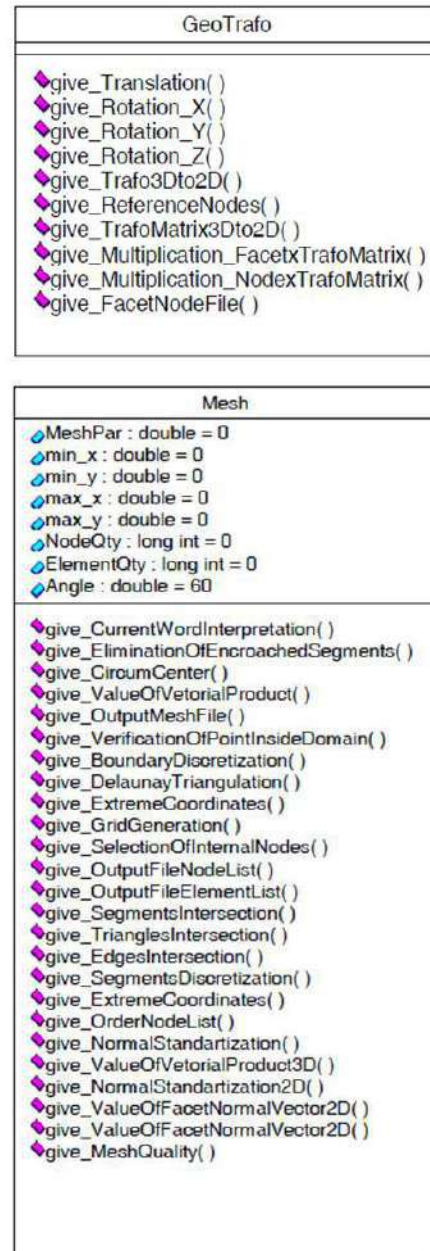 GeoTrafo
give_Translation( )
give_Rotation_X( )
give_Rotation_Y( )
give_Rotation_Z( )
give_Trafo3Dto2D( )
give_ReferenceNodes( )
give_TrafoMatrix3Dto2D( )
give_Multiplication_FacetxTrafoMatrix( )
give_Multiplication_NodexTrafoMatrix( )
give_FacetNodeFile( )
Mesh
MeshPar : double = 0
min_x : double = 0
min_y : double = 0
max_x : double = 0
max_y : double = 0
NodeQty : long int = 0
ElementQty : long int = 0
Angle : double = 60
give_CurrentWordInterpretation( )
give_EliminationOfEncroachedSegments( )
give_CircumCenter( )
give_ValueOfVetorialProduct( )
give_OutputMeshFile( )
give_VerificationOfPointInsideDomain( )
give_BoundaryDiscretization( )
give_DelaunayTriangulation( )
give_ExtremeCoordinates( )
give_GridGeneration( )
give_SelectionOfInternalNodes( )
give_OutputFileNodeList( )
give_OutputFileElementList( )
give_SegmentsIntersection( )
give_TrianglesIntersection( )
give_EdgesIntersection( )
give_SegmentsDiscretization( )
give_ExtremeCoordinates( )
give_OrderNodeList( )
give_NormalStandartization( )
give_ValueOfVetorialProduct3D( )
give_NormalStandartization2D( )
give_ValueOfFacetNormalVector2D( )
give_ValueOfFacetNormalVector2D( )
give_MeshQuality( )